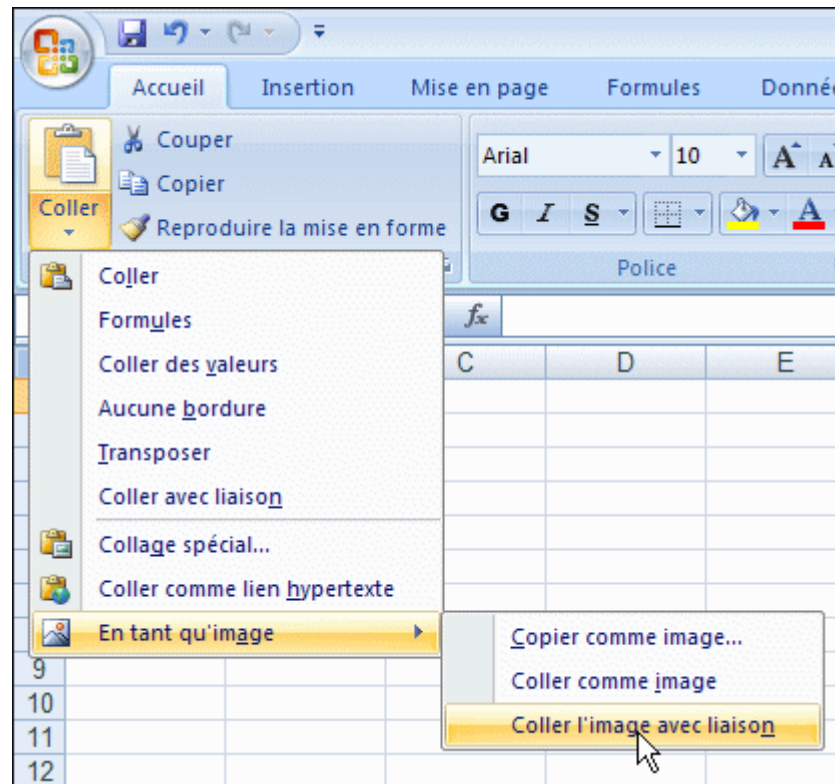 Accueil Insertion Mise en page Formules Donné
Couper
Copier
Reproduire la mise en forme
Coller
Arial 10 A A
G I S A
Police
fx
Coller
Formules
Coller des valeurs
Aucune bordure
Transposer
Coller avec liaison
Collage spécial...
Coller comme lien hypertexte
En tant qu'image
Copier comme image...
Coller comme image
Coller l'image avec liaison
C D E
9
10
11
12